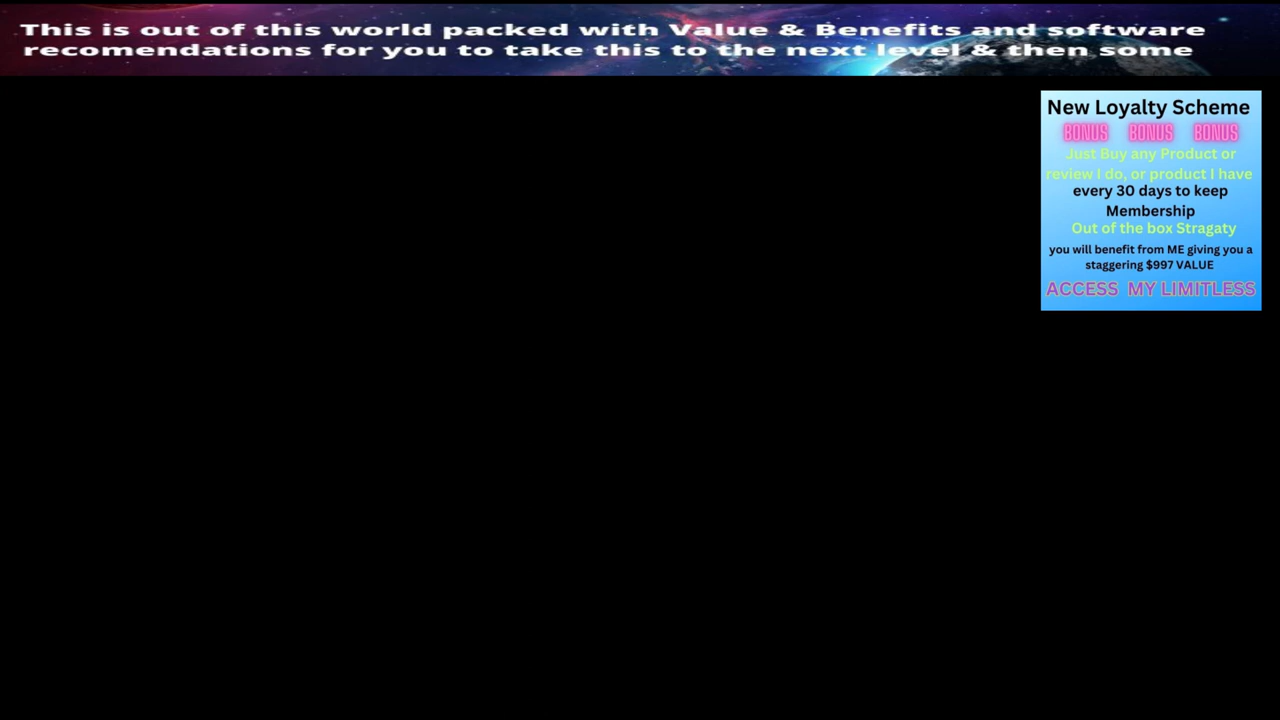 This is out of this world packed with Value & Benefits and software
recomendations for you to take this to the next level & then some
New Loyalty Scheme
BONUS BONUS BONUS
Just Buy any Product or
review I do, or product I have
every 30 days to keep
Membership
Out of the box Stragaty
you will benefit from ME giving you a
staggering $997 VALUE
ACCESS MY LIMITLESS